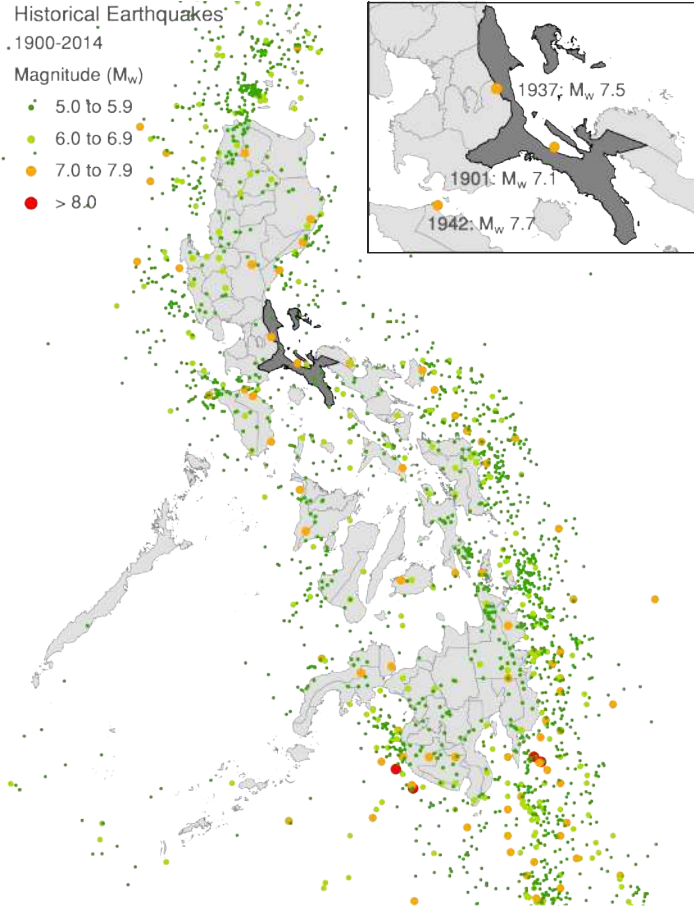 Historical Earthquakes
1900-2014
Magnitude (Mw)
5.0 to 5.9
6.0 to 6.9
7.0 to 7.9
> 8.0
1937: Mw 7.5
1901: Mw 7.1
1942: Mw 7.7